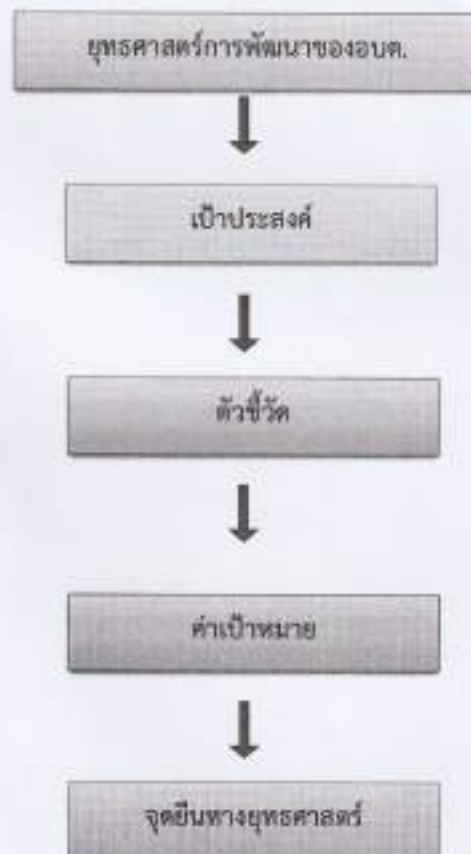 ยุทธศาสตร์การพัฒนาของอบต.
เป้าประสงค์
ตัวชี้วัด
ค่าเป้าหมาย
จุดยืนทางยุทธศาสตร์